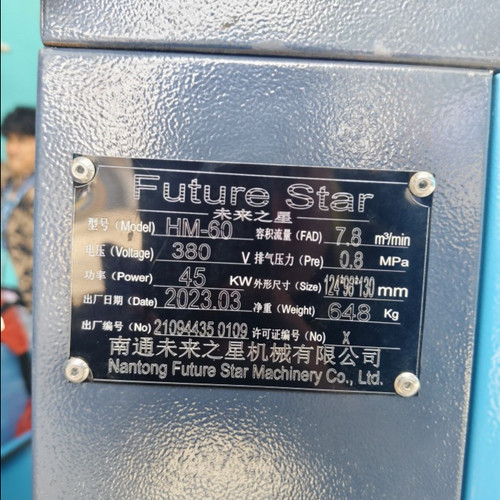 Future Star
未来之星
型号(Model) HM-60 容积流量(FAD) 7.8 m³/min
电压(Voltage) 380 V 排气压力(Pre) 0.8 MPa
功率(Power) 45 KW 外形尺寸(Size) 124*98*130 mm
出厂日期(Date) 2023.03 净重(Weight) 648 Kg
出厂编号(No) 21094435 0109 许可证编号(No) X
南通未来之星机械有限公司
Nantong Future Star Machinery Co., Ltd.